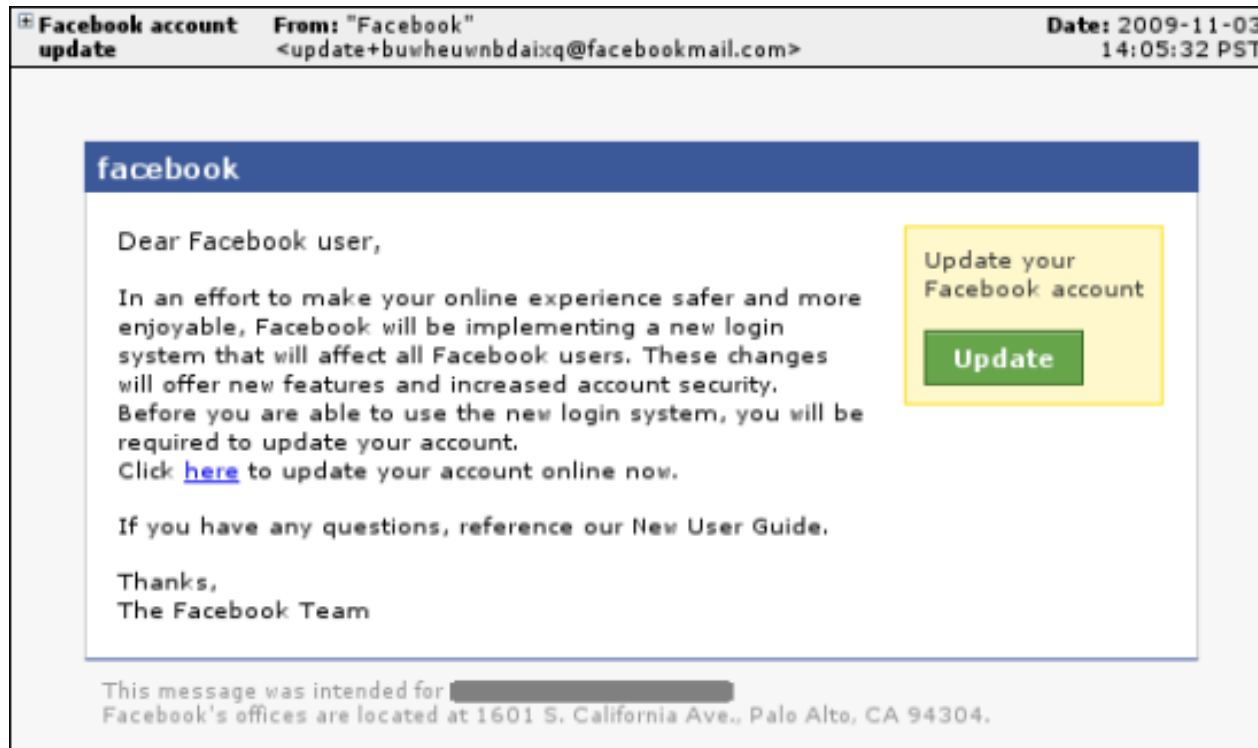 Facebook account
update
From: "Facebook"
<update+buwheuwnbdaixq@facebookmail.com>
Date: 2009-11-03
14:05:32 PST
facebook
Dear Facebook user,
In an effort to make your online experience safer and more
enjoyable, Facebook will be implementing a new login
system that will affect all Facebook users. These changes
will offer new features and increased account security.
Before you are able to use the new login system, you will be
required to update your account.
Click here to update your account online now.
If you have any questions, reference our New User Guide.
Thanks,
The Facebook Team
Update your
Facebook account
Update
This message was intended for
Facebook's offices are located at 1601 S. California Ave., Palo Alto, CA 94304.